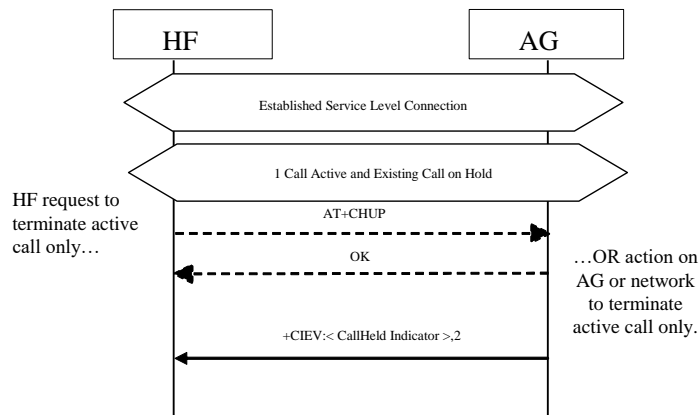 HF
AG
Established Service Level Connection
1 Call Active and Existing Call on Hold
HF request to
terminate active
call only…
AT+CHUP
OK
…OR action on
AG or network
to terminate
active call only.
+CIEV:< CallHeld Indicator >,2